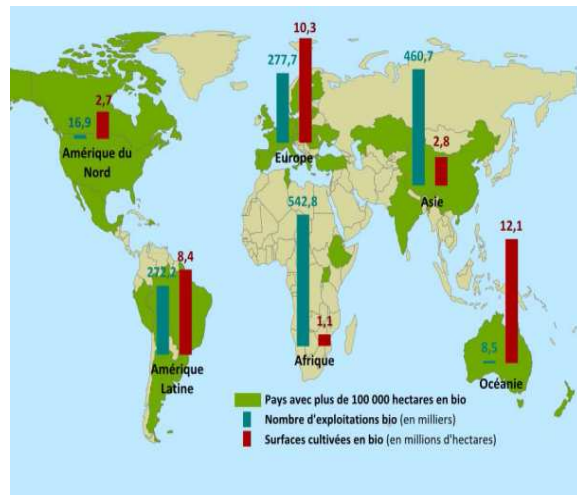 10,3
277,7
460,7
2,7
16,9
Amérique du
Nord
Europe
2,8
Asie
542,8
12,1
8,4
272,2
1,1
8,5
Amérique
Latine
Afrique
Océanie
Pays avec plus de 100 000 hectares en bio
Nombre d'exploitations bio (en milliers)
Surfaces cultivées en bio (en millions d'hectares)